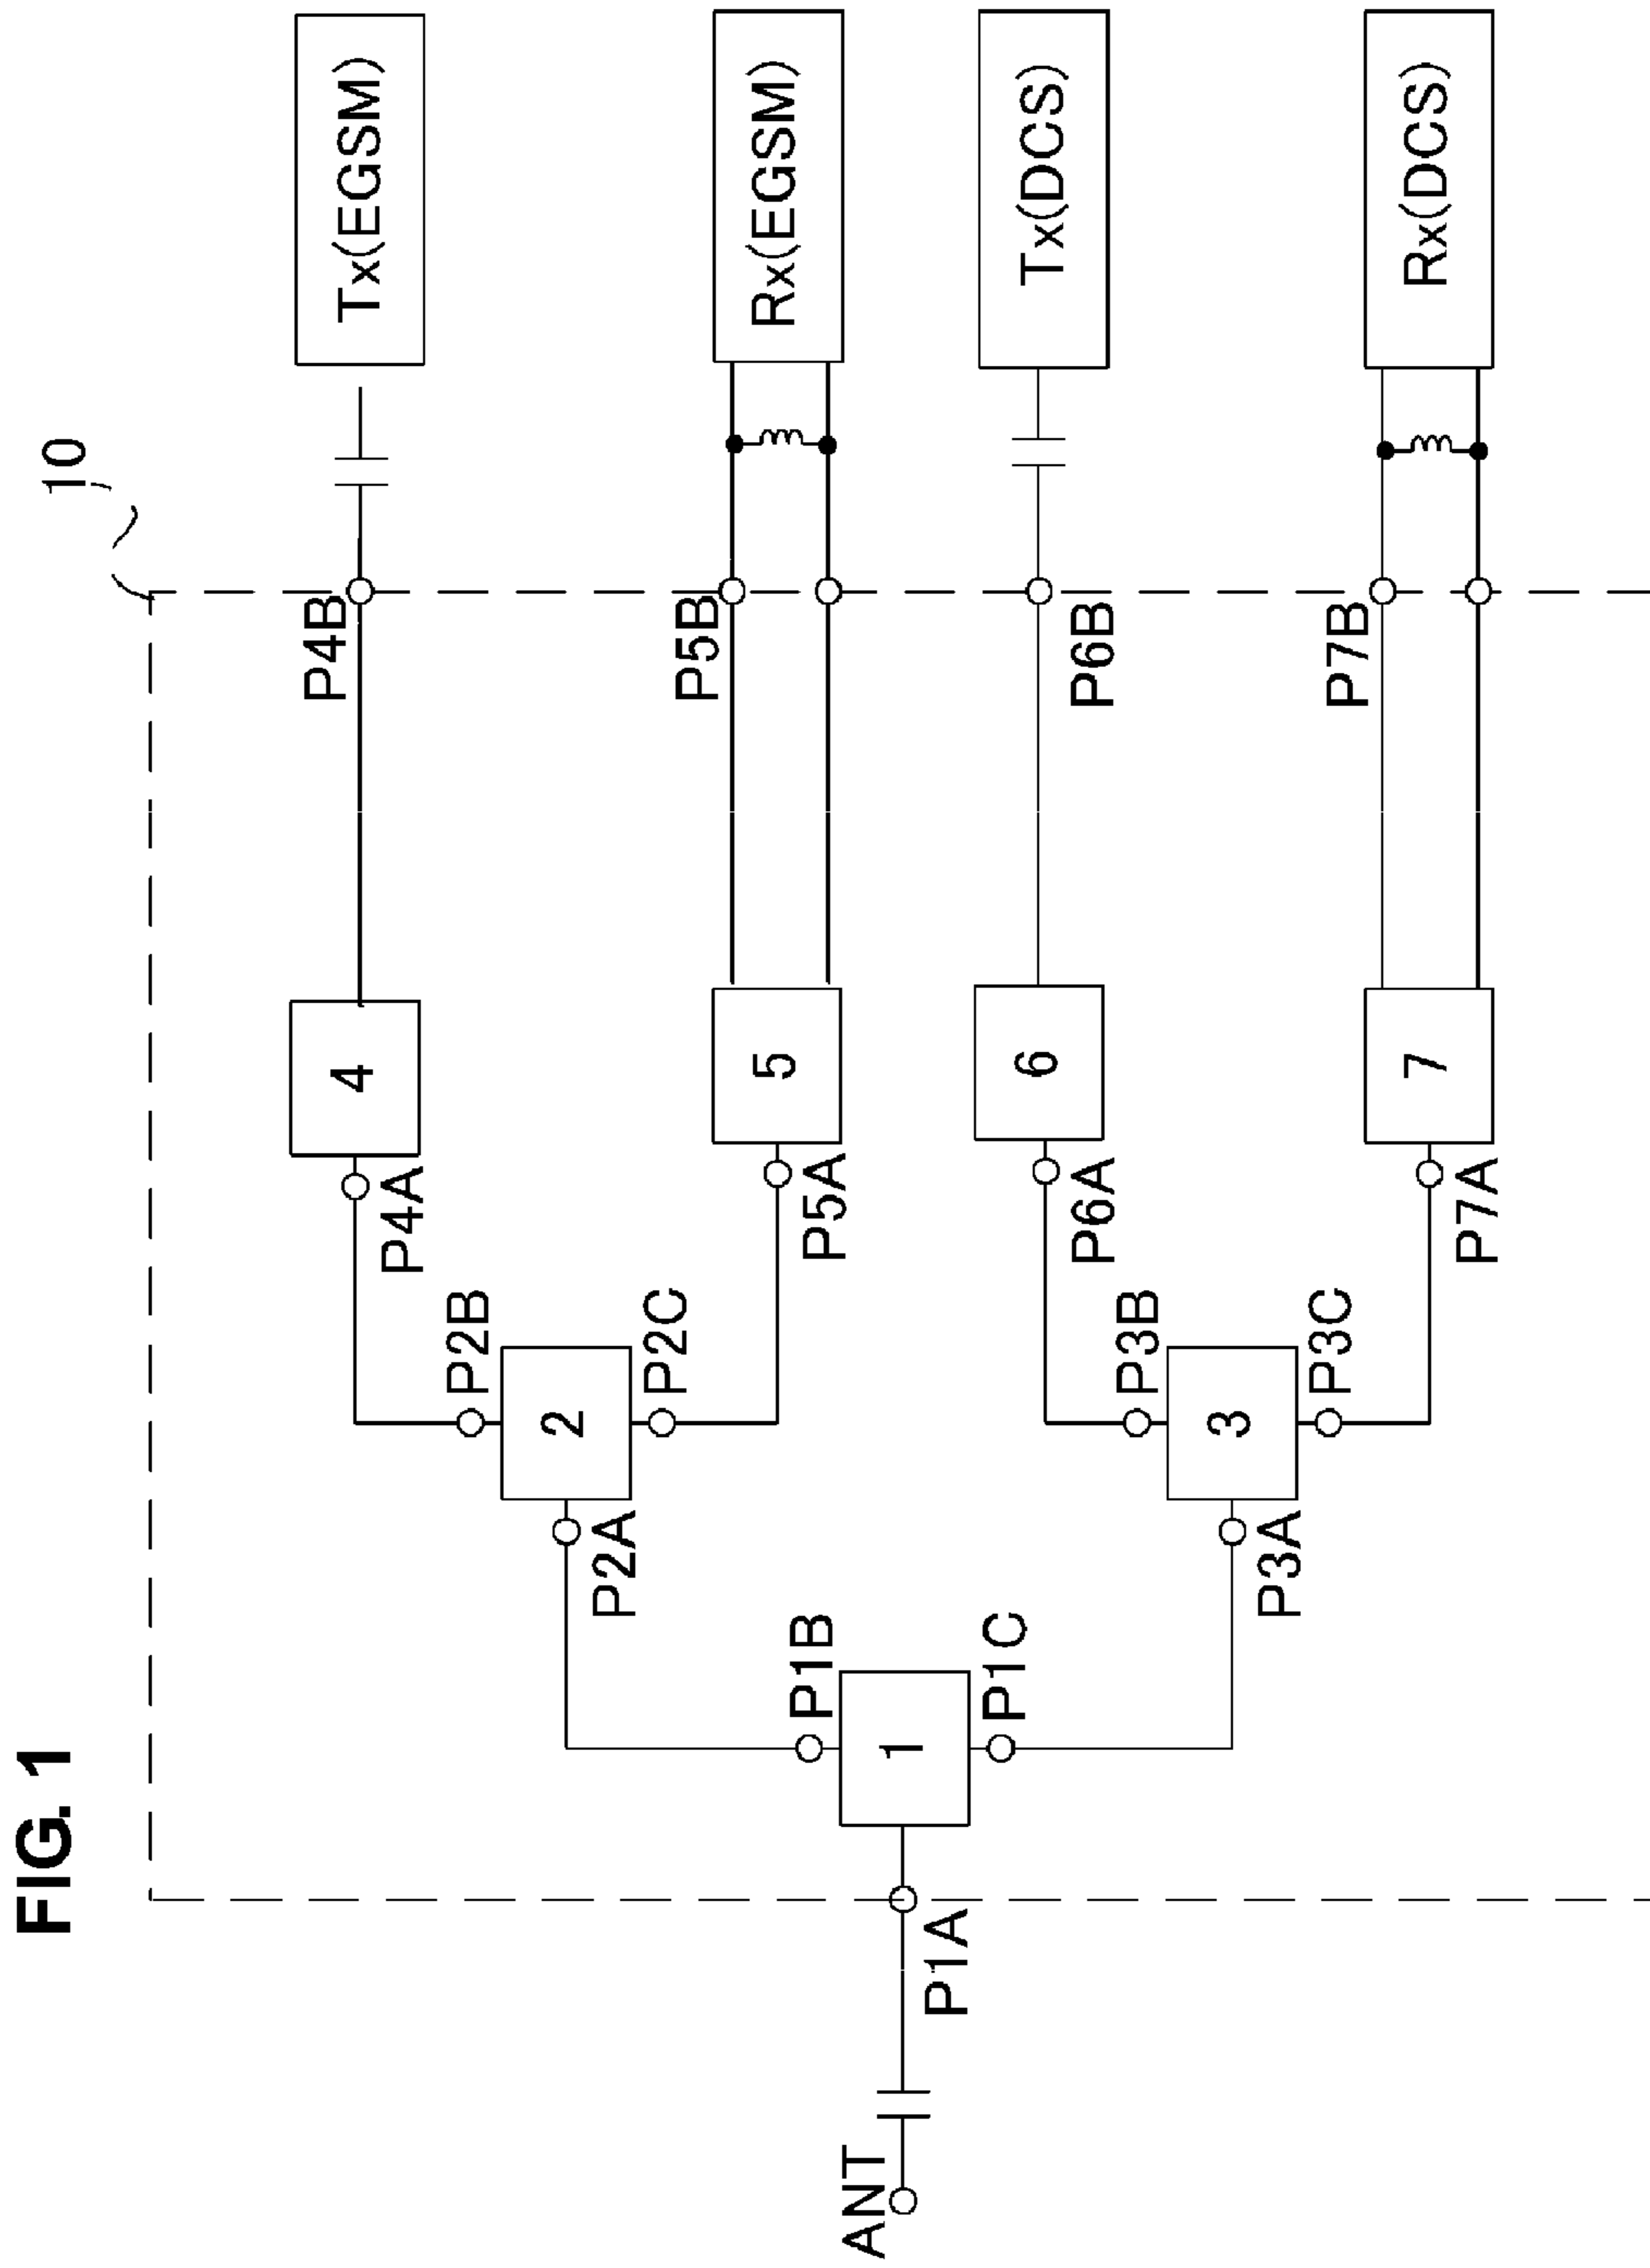 FIG. 1
10
ANT
P1A
1
P1B
P1C
P2A
2
P2B
P2C
P3A
3
P3B
P3C
P4A
4
P4B
Tx(EGSM)
P5A
5
P5B
Rx(EGSM)
P6A
6
P6B
Tx(DCS)
P7A
7
P7B
Rx(DCS)